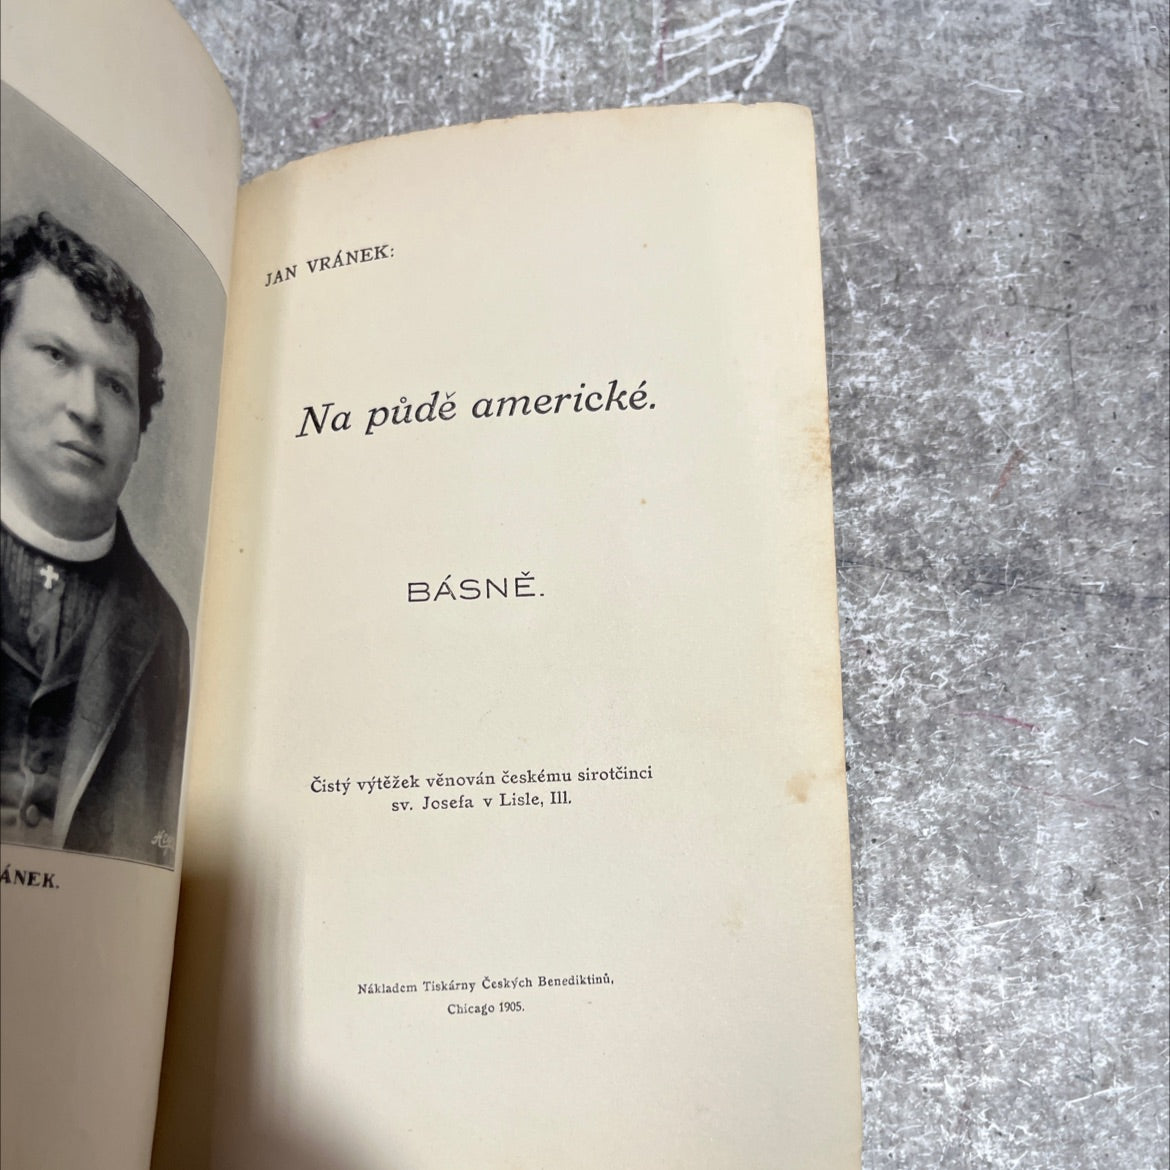 JAN VRÁNEK:
Na půdě americké.
BÁSNĚ.
Čistý výtěžek věnován českému sirotčinci
sv. Josefa v Lisle, Ill.
Nákladem Tiskárny Českých Benediktinů,
Chicago 1905.
ÁNEK.